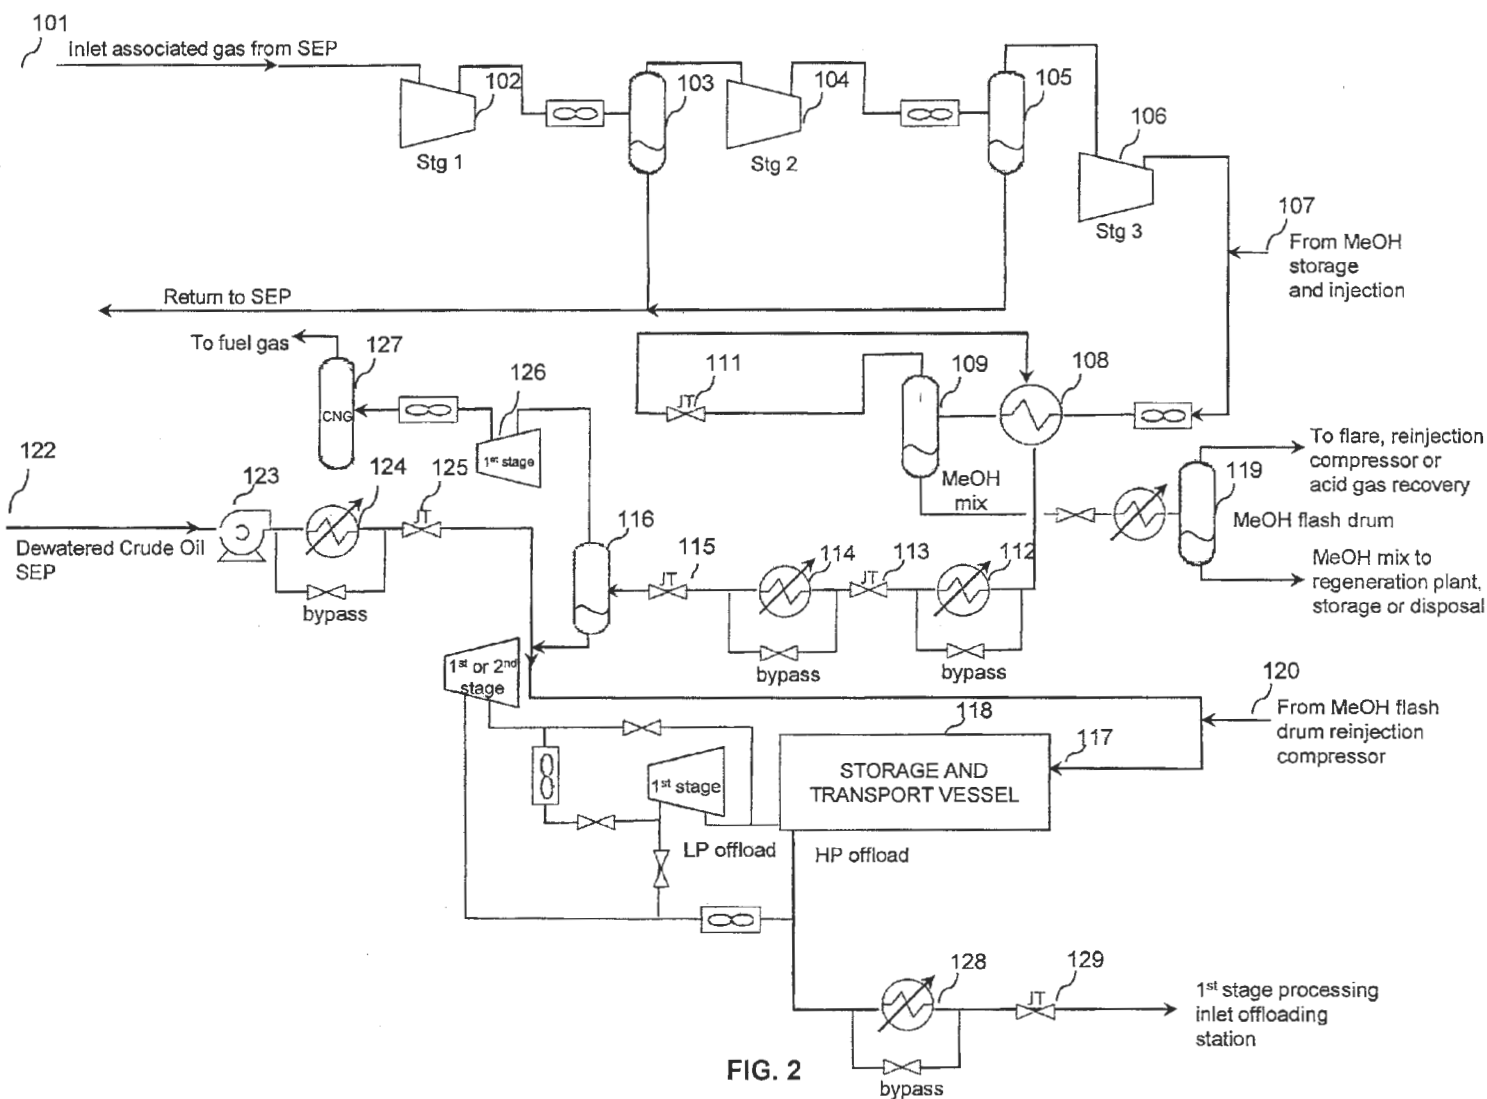 101
Inlet associated gas from SEP
102
103
104
105
106
Stg 1
Stg 2
Stg 3
107
From MeOH
storage
and injection
Return to SEP
To fuel gas
127
126
CNG
1st stage
111
JT
109
108
MeOH
mix
To flare, reinjection
compressor or
acid gas recovery
119
MeOH flash drum
MeOH mix to
regeneration plant,
storage or disposal
122
Dewatered Crude Oil
SEP
123
124
125
JT
bypass
116
115
JT
114
113
JT
112
bypass
bypass
1st or 2nd
stage
120
From MeOH flash
drum reinjection
compressor
118
117
STORAGE AND
TRANSPORT VESSEL
1st stage
LP offload
HP offload
128
129
JT
bypass
1st stage processing
inlet offloading
station
FIG. 2